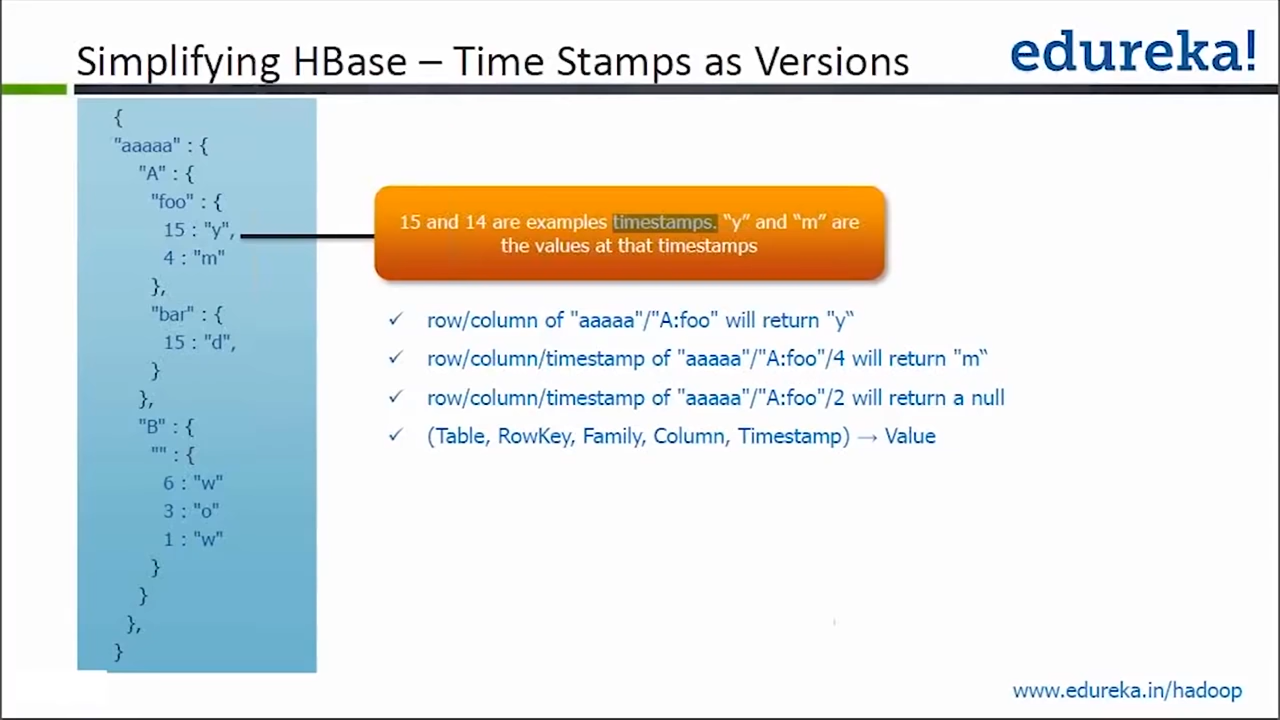 Simplifying HBase – Time Stamps as Versions
edureka!
{
"aaaaa" : {
"A" : {
"foo" : {
15 : "y",
4 : "m"
},
"bar" : {
15 : "d",
}
},
"B" : {
"" : {
6 : "w"
3 : "o"
1 : "w"
}
}
},
}
15 and 14 are examples timestamps. “y” and “m” are
the values at that timestamps
✓ row/column of "aaaaa"/"A:foo" will return "y“
✓ row/column/timestamp of "aaaaa"/"A:foo"/4 will return "m“
✓ row/column/timestamp of "aaaaa"/"A:foo"/2 will return a null
✓ (Table, RowKey, Family, Column, Timestamp) → Value
www.edureka.in/hadoop